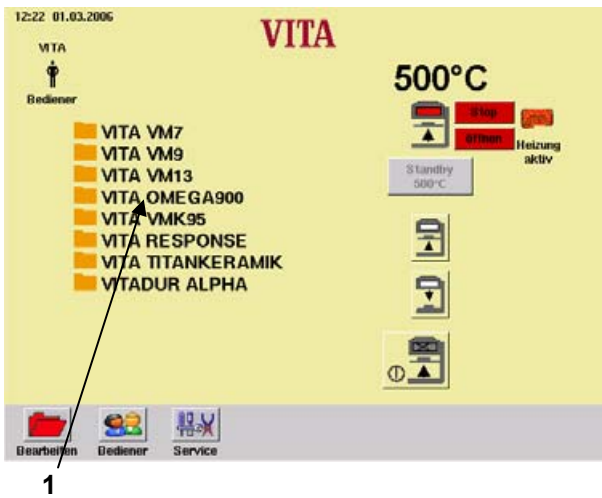 12:22 01.03.2006
VITA
VITA
Bediener
500°C
Stop
öffnen
Heizung
aktiv
Standby
500°C
VITA VM7
VITA VM9
VITA VM13
VITA OMEGA900
VITA VMK95
VITA RESPONSE
VITA TITANKERAMIK
VITADUR ALPHA
Bearbeiten
Bediener
Service
1